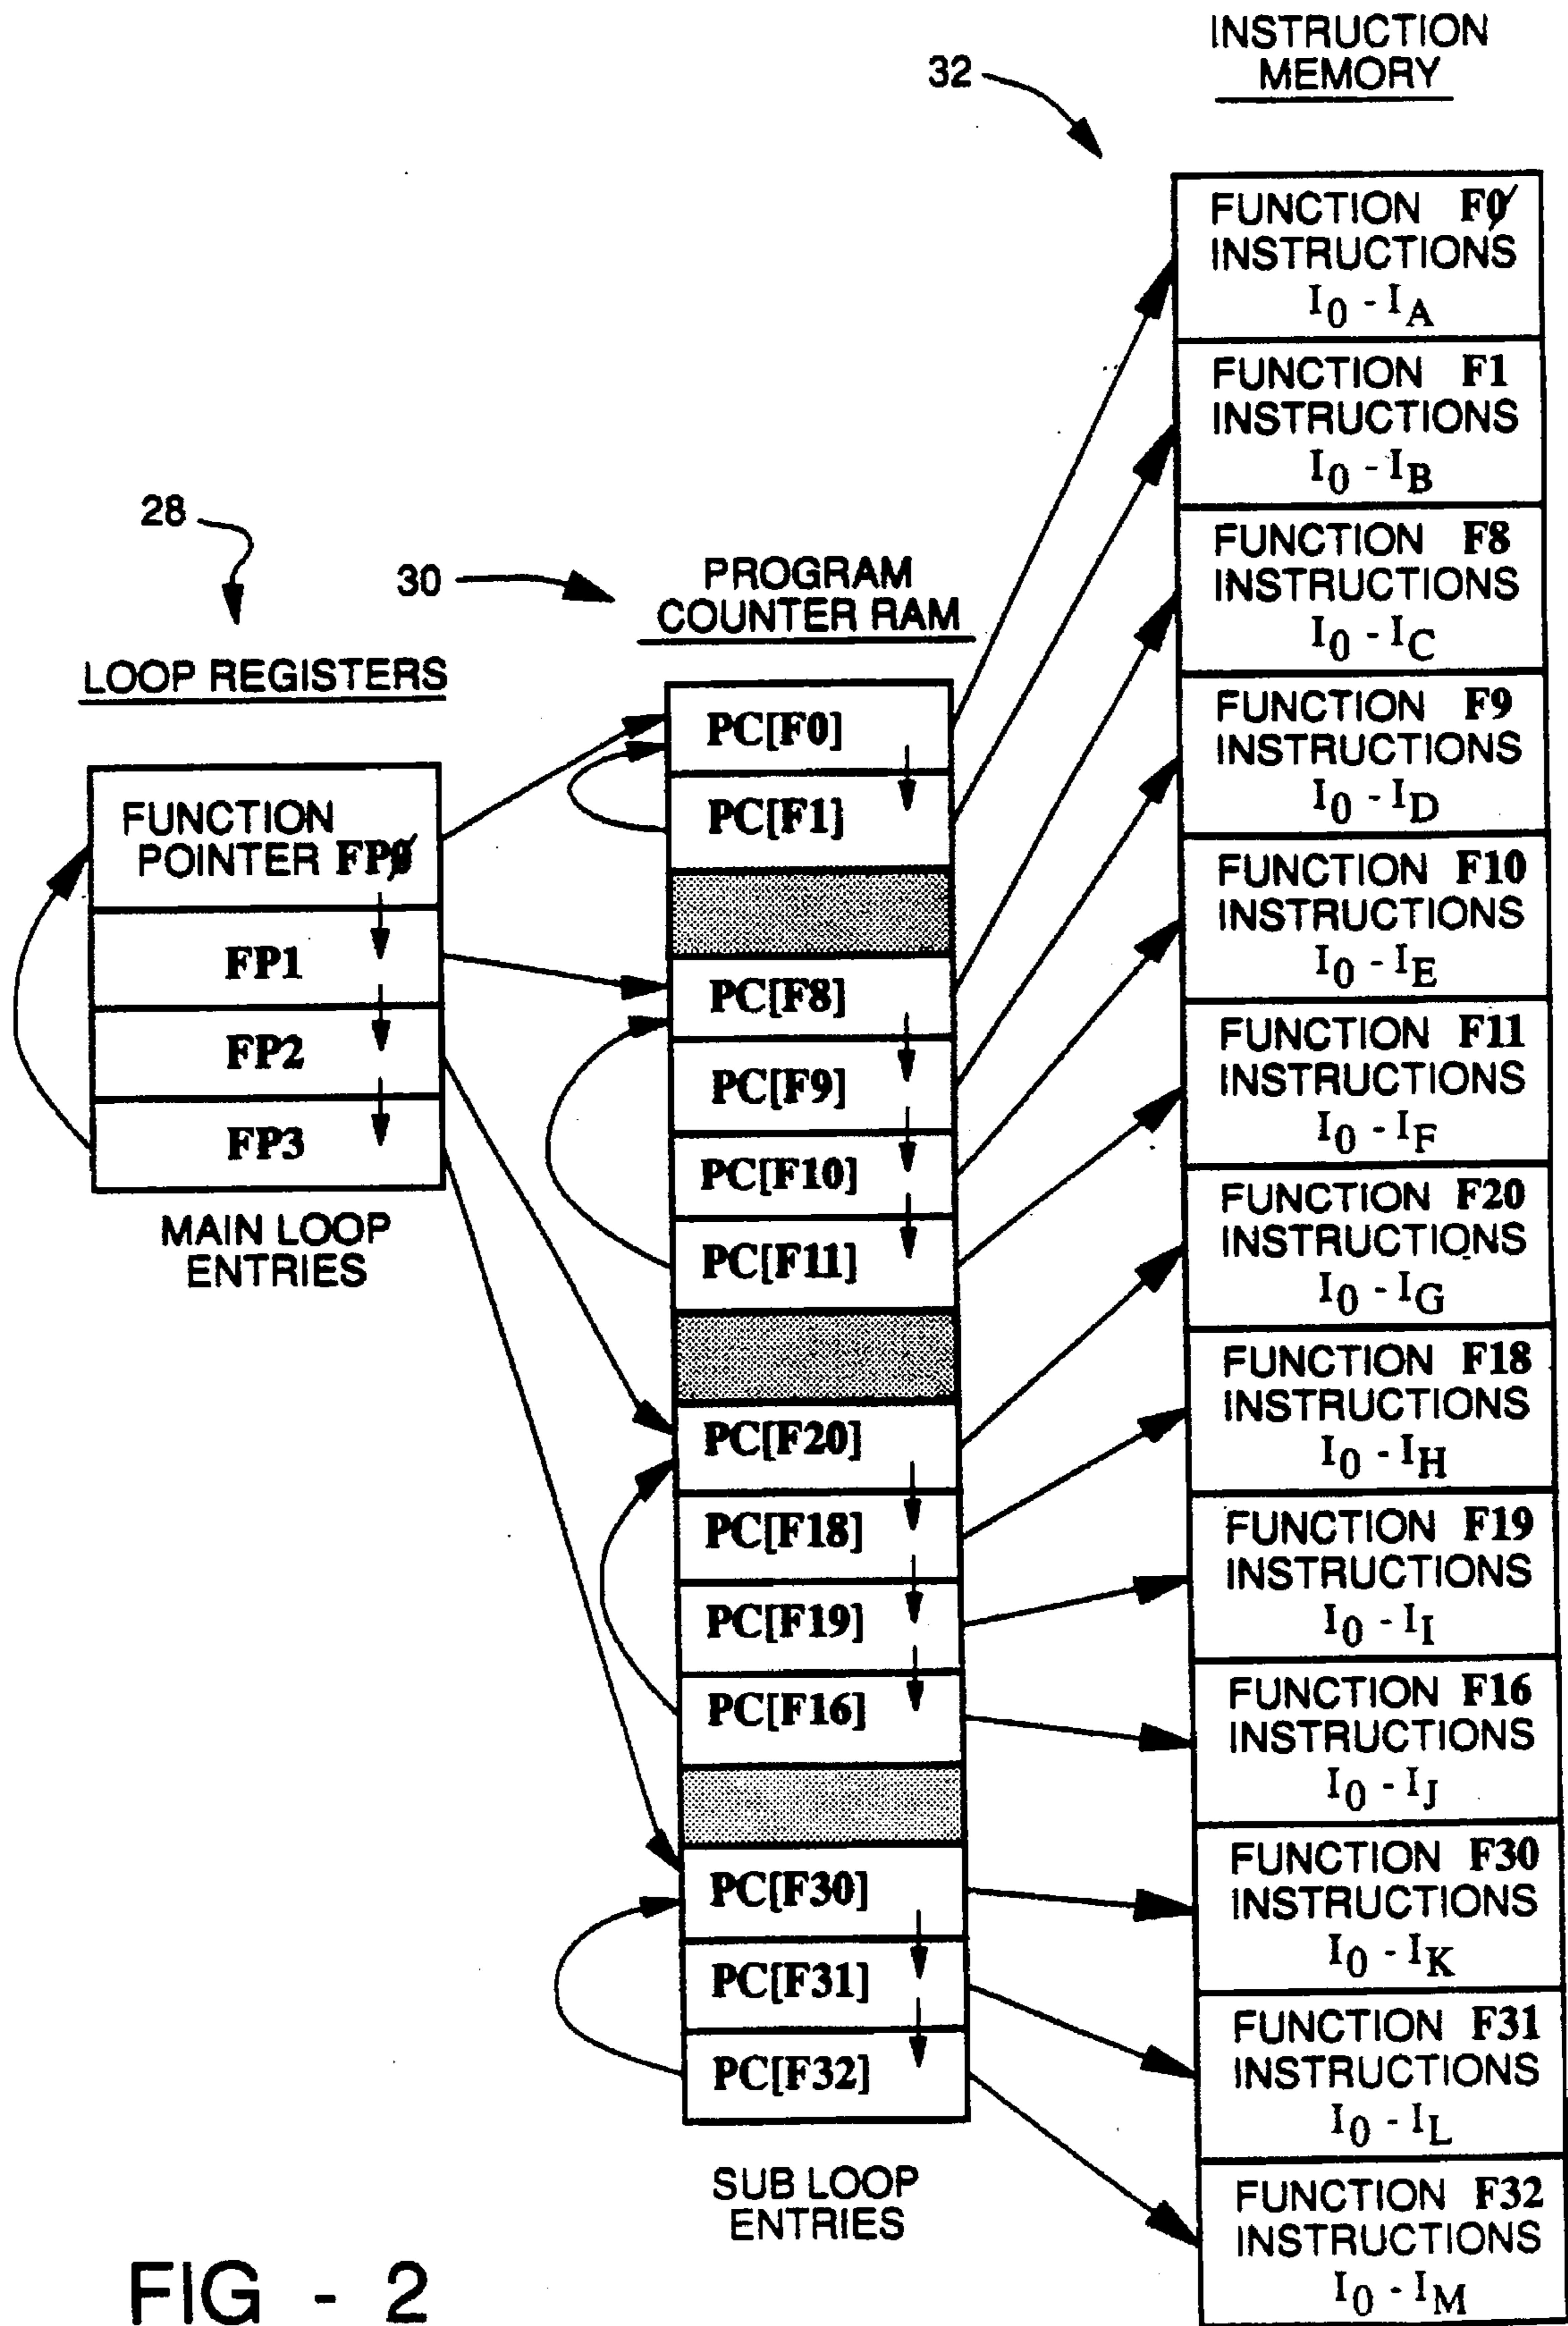 INSTRUCTION
MEMORY
32
28
30
LOOP REGISTERS
FUNCTION
POINTER FP0
FP1
FP2
FP3
MAIN LOOP
ENTRIES
PROGRAM
COUNTER RAM
PC[F0]
PC[F1]
PC[F8]
PC[F9]
PC[F10]
PC[F11]
PC[F20]
PC[F18]
PC[F19]
PC[F16]
PC[F30]
PC[F31]
PC[F32]
SUB LOOP
ENTRIES
FUNCTION F0
INSTRUCTIONS
I0 - IA
FUNCTION F1
INSTRUCTIONS
I0 - IB
FUNCTION F8
INSTRUCTIONS
I0 - IC
FUNCTION F9
INSTRUCTIONS
I0 - ID
FUNCTION F10
INSTRUCTIONS
I0 - IE
FUNCTION F11
INSTRUCTIONS
I0 - IF
FUNCTION F20
INSTRUCTIONS
I0 - IG
FUNCTION F18
INSTRUCTIONS
I0 - IH
FUNCTION F19
INSTRUCTIONS
I0 - II
FUNCTION F16
INSTRUCTIONS
I0 - IJ
FUNCTION F30
INSTRUCTIONS
I0 - IK
FUNCTION F31
INSTRUCTIONS
I0 - IL
FUNCTION F32
INSTRUCTIONS
I0 - IM
FIG - 2